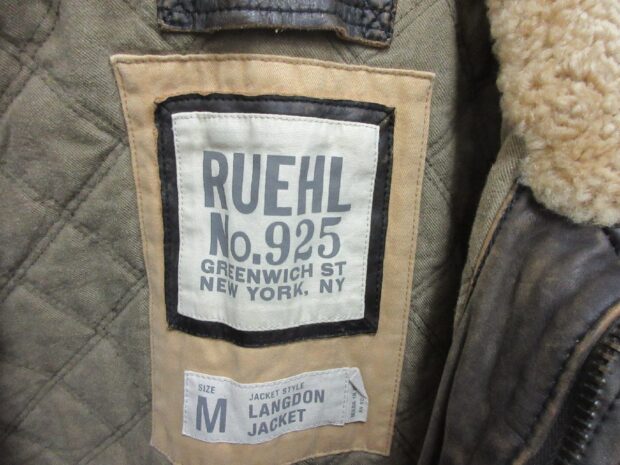 RUEHL
No.925
GREENWICH ST
NEW YORK, NY
SIZE
M
JACKET STYLE
LANGDON
JACKET